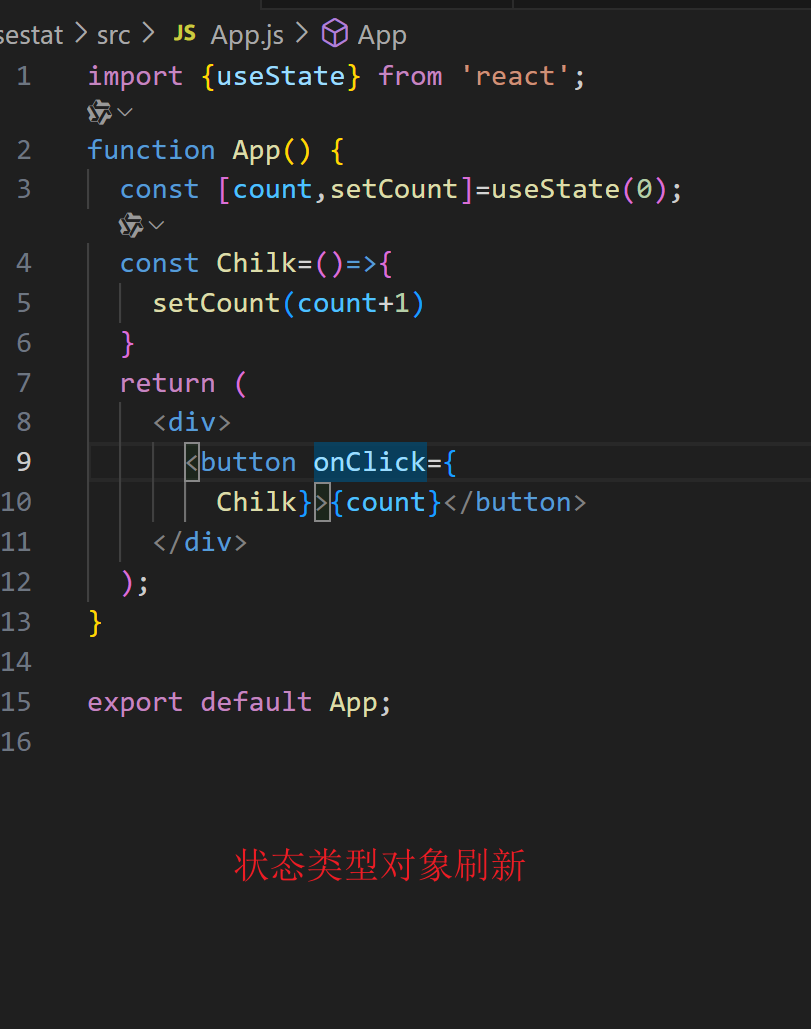 sestat > src > JS App.js > App
1 import {useState} from 'react';
2 function App() {
3 const [count,setCount]=useState(0);
4 const Chilk=()=>{
5 setCount(count+1)
6 }
7 return (
8 <div>
9 <button onClick={
10 Chilk}>{count}</button>
11 </div>
12 );
13 }
14
15 export default App;
16
状态类型对象刷新